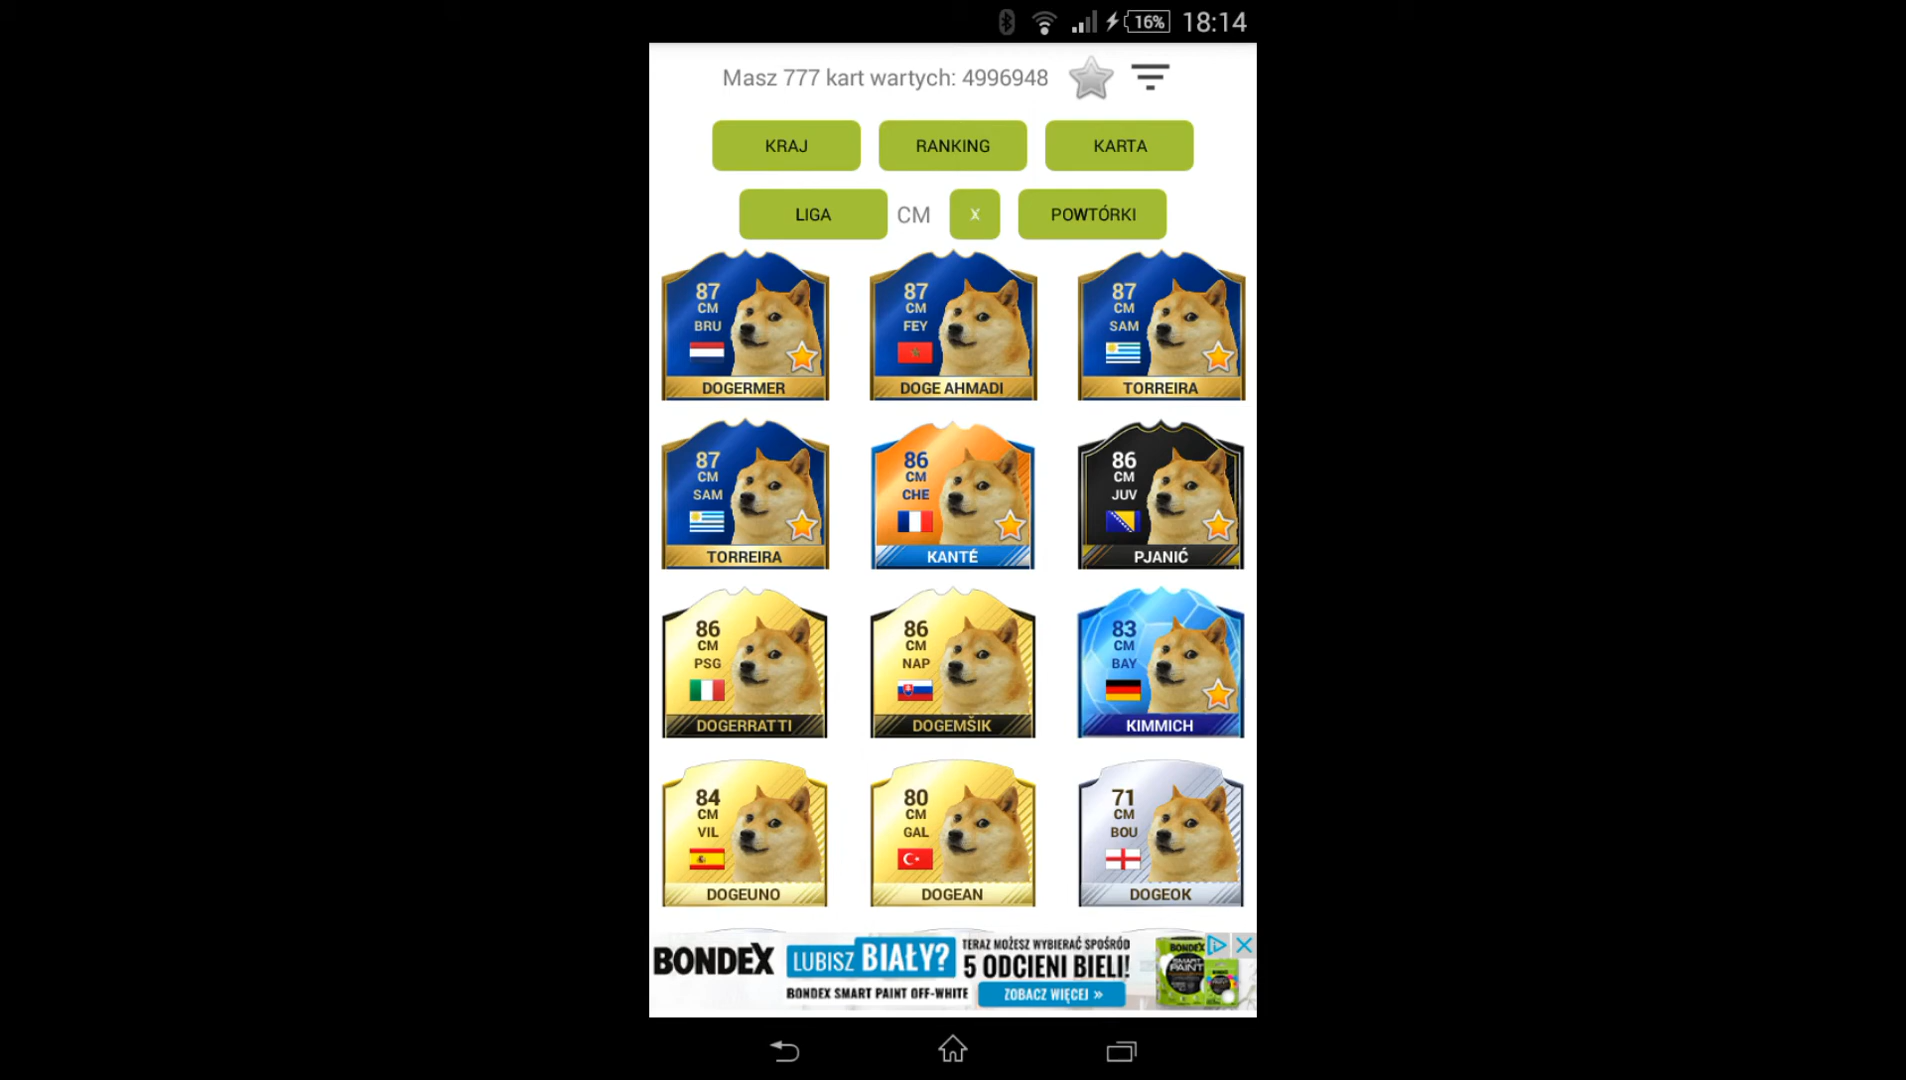 16% 18:14
Masz 777 kart wartych: 4996948
KRAJ RANKING KARTA
LIGA CM X POWTÓRKI
87 CM BRU DOGERMER
87 CM FEY DOGE AHMADI
87 CM SAM TORREIRA
87 CM SAM TORREIRA
86 CM CHE KANTÉ
86 CM JUV PJANIĆ
86 CM PSG DOGERRATTI
86 CM NAP DOGEMŠIK
83 CM BAY KIMMICH
84 CM VIL DOGEUNO
80 CM GAL DOGEAN
71 CM BOU DOGEOK
BONDEX
LUBISZ BIAŁY?
BONDEX SMART PAINT OFF-WHITE
TERAZ MOŻESZ WYBIERAĆ SPOŚRÓD
5 ODCIENI BIELI!
ZOBACZ WIĘCEJ »
BONDEX
SMART
PAINT